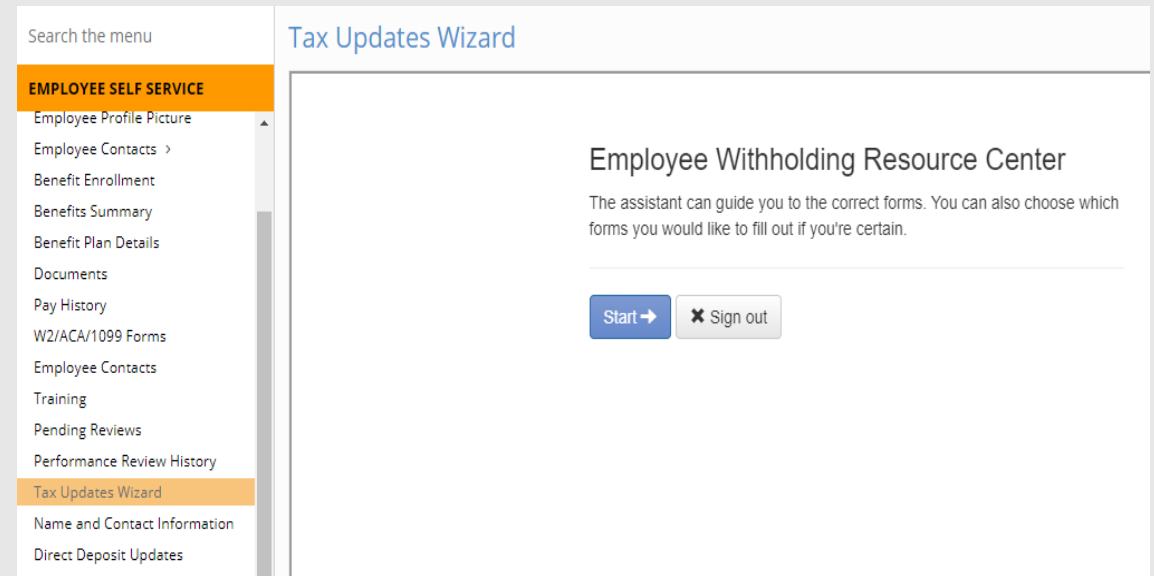 Search the menu
EMPLOYEE SELF SERVICE
Employee Profile Picture
Employee Contacts >
Benefit Enrollment
Benefits Summary
Benefit Plan Details
Documents
Pay History
W2/ACA/1099 Forms
Employee Contacts
Training
Pending Reviews
Performance Review History
Tax Updates Wizard
Name and Contact Information
Direct Deposit Updates
Tax Updates Wizard
Employee Withholding Resource Center
The assistant can guide you to the correct forms. You can also choose which
forms you would like to fill out if you're certain.
Start
Sign out